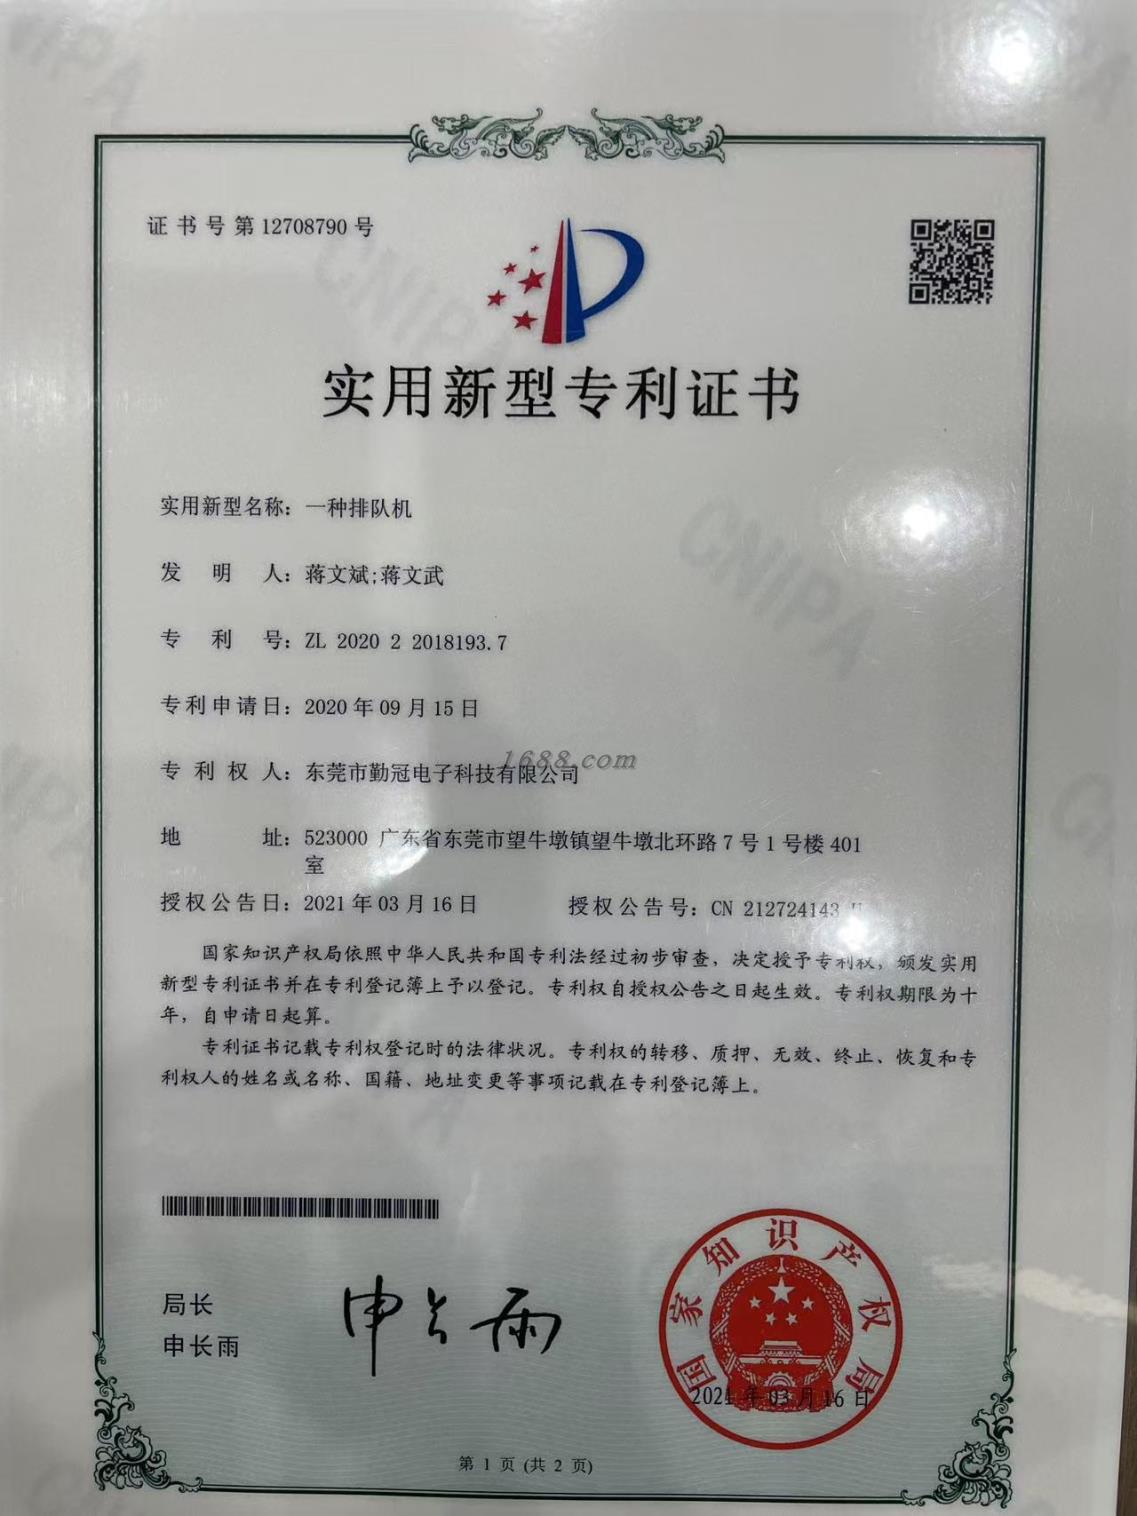 证书号第12708790号
实用新型专利证书
实用新型名称：一种排队机
发明人：蒋文斌;蒋文武
专利号：ZL 2020 2 2018193.7
专利申请日：2020年09月15日
专利权人：东莞市勤冠电子科技有限公司
1688.com
地址：523000 广东省东莞市望牛墩镇望牛墩北环路7号1号楼401
室
授权公告日：2021年03月16日 授权公告号：CN 212724143 U
国家知识产权局依照中华人民共和国专利法经过初步审查，决定授予专利权，颁发实用
新型专利证书并在专利登记簿上予以登记。专利权自授权公告之日起生效。专利权期限为十
年，自申请日起算。
专利证书记载专利权登记时的法律状况。专利权的转移、质押、无效、终止、恢复和专
利权人的姓名或名称、国籍、地址变更等事项记载在专利登记簿上。
局长
申长雨
申长雨
国家知识产权局
2021年03月16日
第1页(共2页)
CNIPA
CNIPA